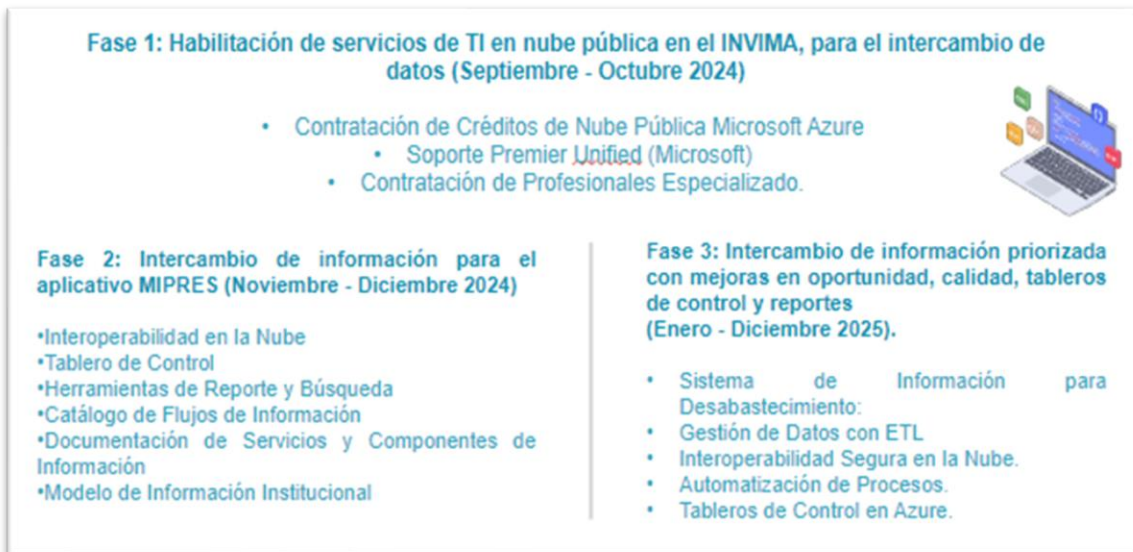 Fase 1: Habilitación de servicios de TI en nube pública en el INVIMA, para el intercambio de
datos (Septiembre - Octubre 2024)
• Contratación de Créditos de Nube Pública Microsoft Azure
• Soporte Premier Unified (Microsoft)
• Contratación de Profesionales Especializado.
Fase 2: Intercambio de información para el
aplicativo MIPRES (Noviembre - Diciembre 2024)
•Interoperabilidad en la Nube
•Tablero de Control
•Herramientas de Reporte y Búsqueda
•Catálogo de Flujos de Información
•Documentación de Servicios y Componentes de
Información
•Modelo de Información Institucional
Fase 3: Intercambio de información priorizada
con mejoras en oportunidad, calidad, tableros
de control y reportes
(Enero - Diciembre 2025).
• Sistema de Información para
Desabastecimiento:
• Gestión de Datos con ETL
• Interoperabilidad Segura en la Nube.
• Automatización de Procesos.
• Tableros de Control en Azure.